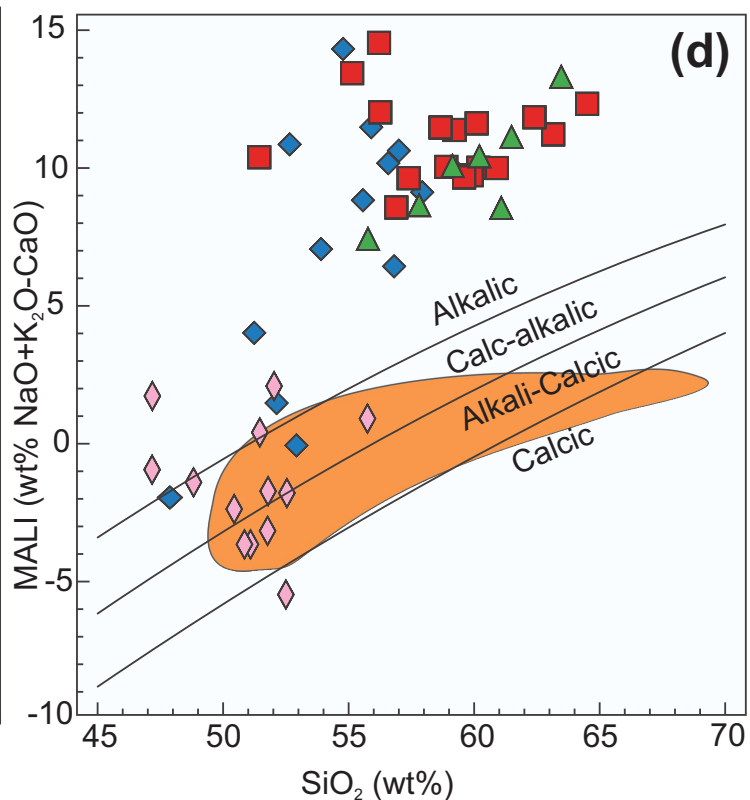 (d)
15
10
5
0
-5
-10
MALI (wt% NaO+K₂O-CaO)
Alkalic
Calc-alkalic
Alkali-Calcic
Calcic
45 50 55 60 65 70
SiO₂ (wt%)